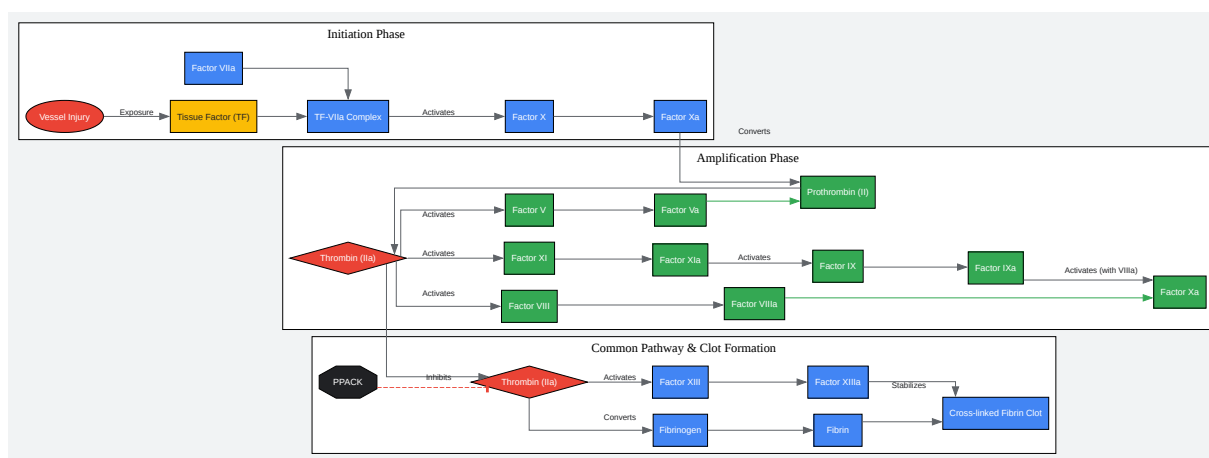 Initiation Phase
Factor VIIa
Vessel Injury
Exposure
Tissue Factor (TF)
TF-VIIa Complex
Activates
Factor X
Factor Xa
Converts
Amplification Phase
Prothrombin (II)
Activates
Factor V
Factor Va
Thrombin (IIa)
Activates
Factor XI
Factor XIa
Activates
Factor IX
Factor IXa
Activates (with VIIIa)
Factor Xa
Activates
Factor VIII
Factor VIIIa
Common Pathway & Clot Formation
PPACK
Inhibits
Thrombin (IIa)
Activates
Factor XIII
Factor XIIIa
Stabilizes
Cross-linked Fibrin Clot
Converts
Fibrinogen
Fibrin